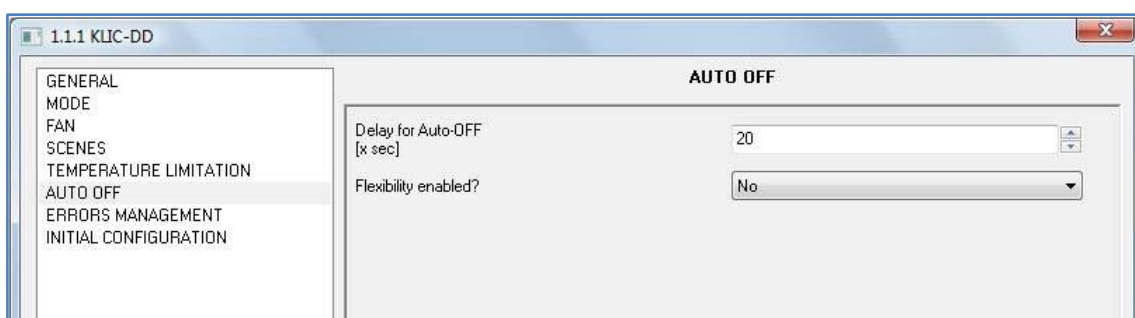 1.1.1 KLIC-DD
GENERAL
MODE
FAN
SCENES
TEMPERATURE LIMITATION
AUTO OFF
ERRORS MANAGEMENT
INITIAL CONFIGURATION
AUTO OFF
Delay for Auto-OFF
[x sec]
20
Flexibility enabled?
No